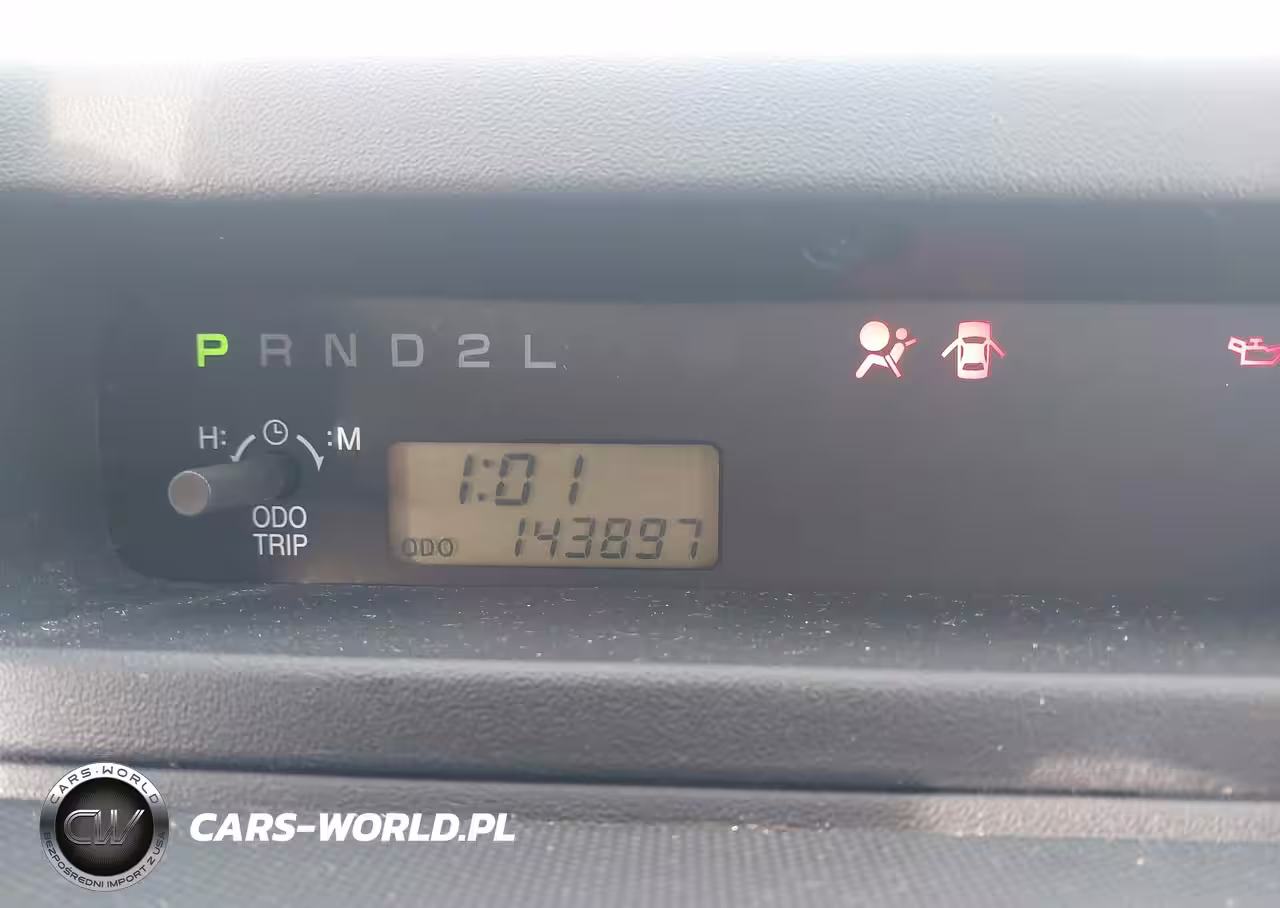 P R N D 2 L
H: :M
1:01
ODO
TRIP
ODO 143897
CARS-WORLD
CW
BEZPOŚREDNI IMPORT Z USA
CARS-WORLD.PL